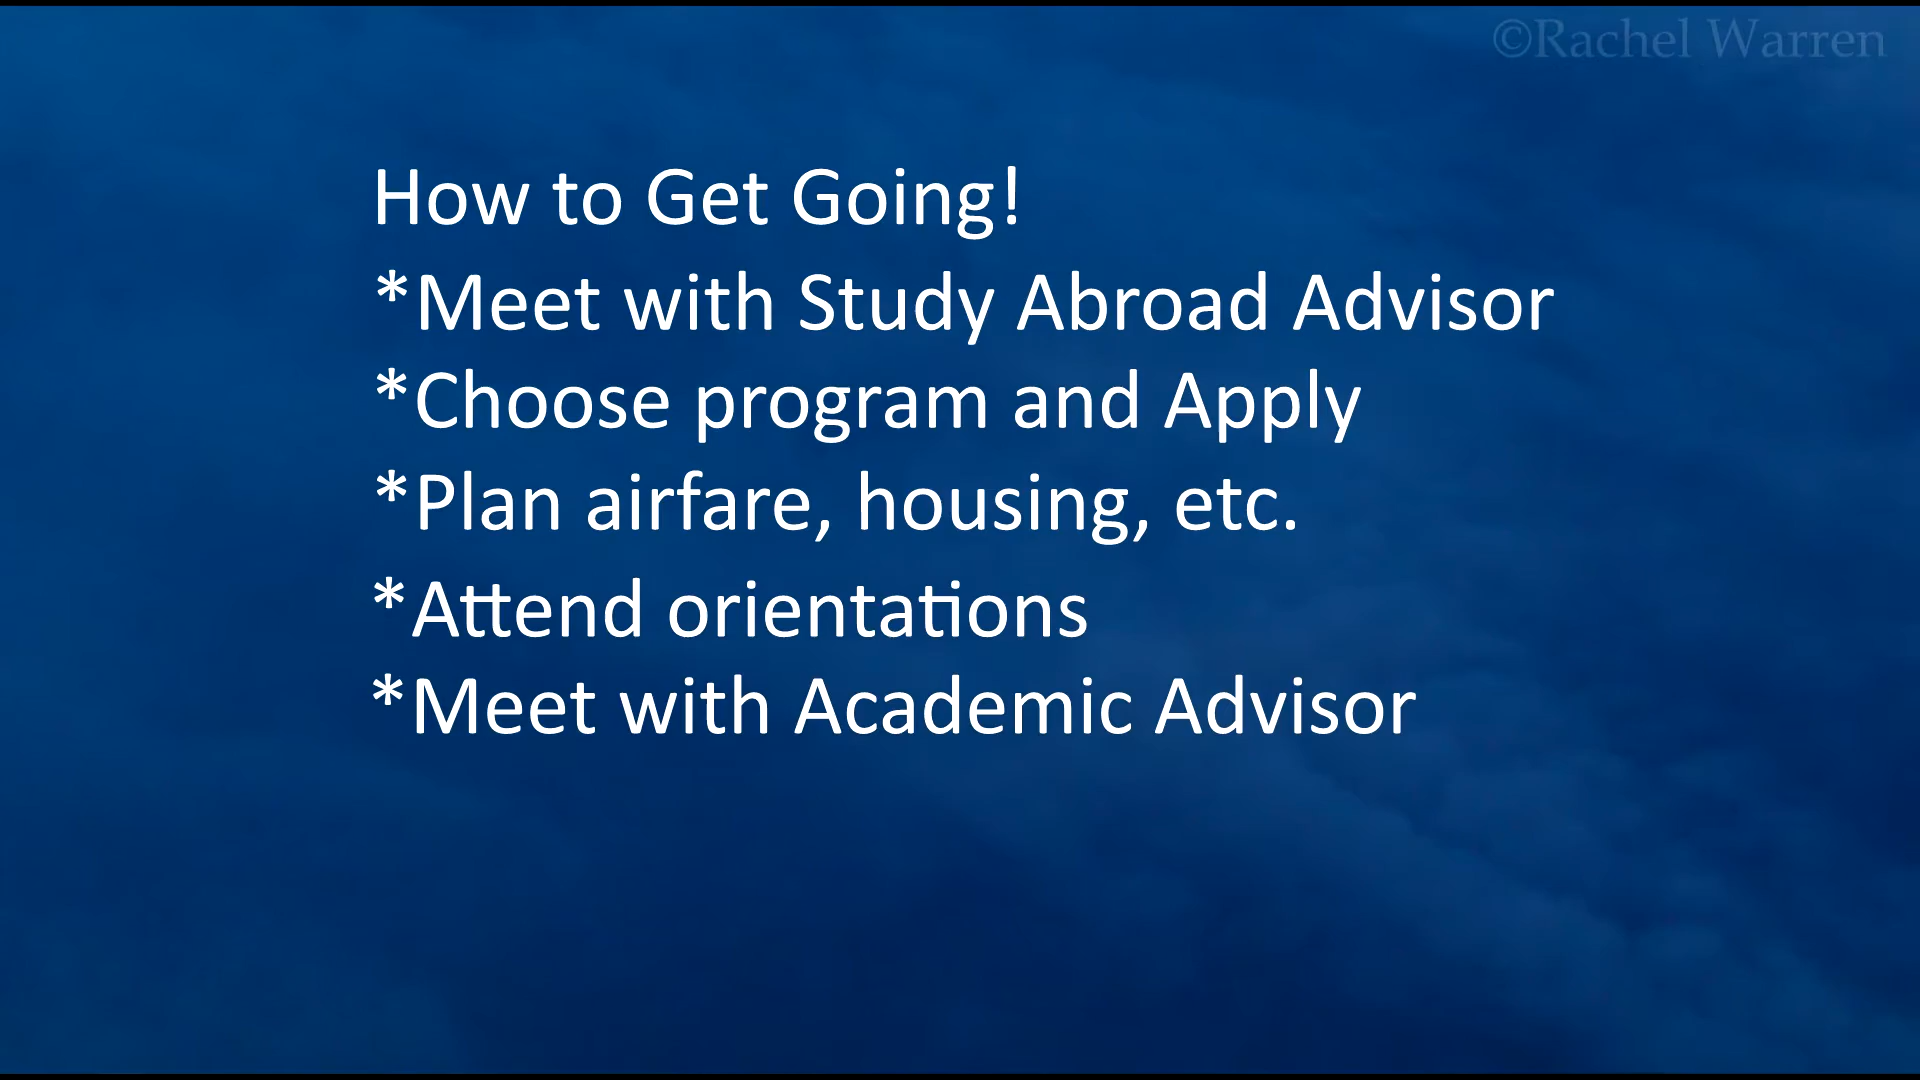 ©Rachel Warren
How to Get Going!
*Meet with Study Abroad Advisor
*Choose program and Apply
*Plan airfare, housing, etc.
*Attend orientations
*Meet with Academic Advisor